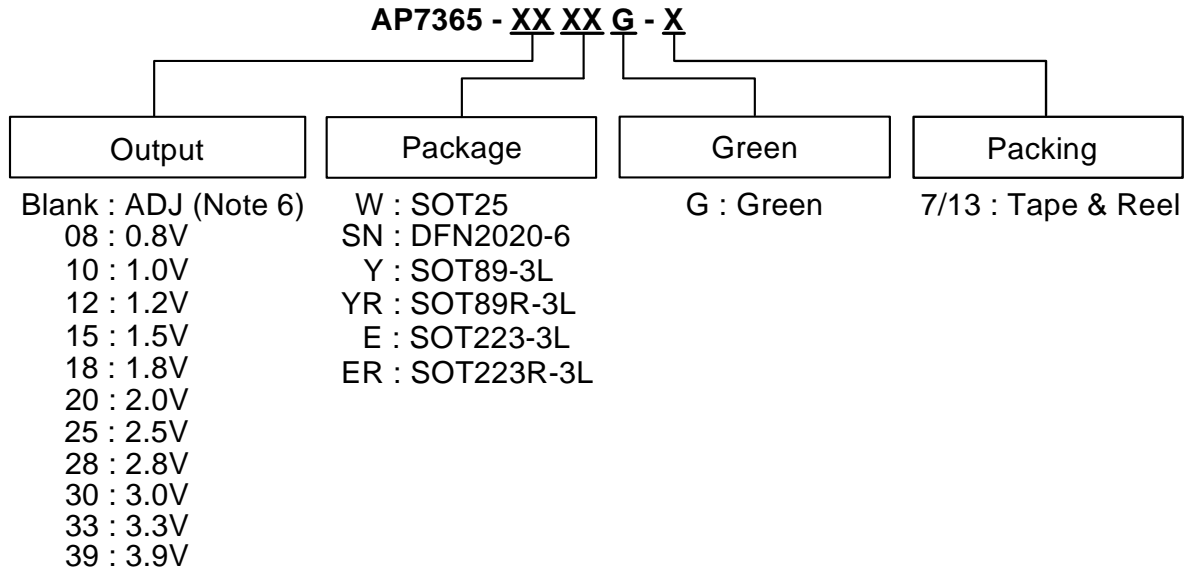 AP7365 - XX XX G - X
Output
Package
Green
Packing
Blank : ADJ (Note 6)
08 : 0.8V
10 : 1.0V
12 : 1.2V
15 : 1.5V
18 : 1.8V
20 : 2.0V
25 : 2.5V
28 : 2.8V
30 : 3.0V
33 : 3.3V
39 : 3.9V
W : SOT25
SN : DFN2020-6
Y : SOT89-3L
YR : SOT89R-3L
E : SOT223-3L
ER : SOT223R-3L
G : Green
7/13 : Tape & Reel